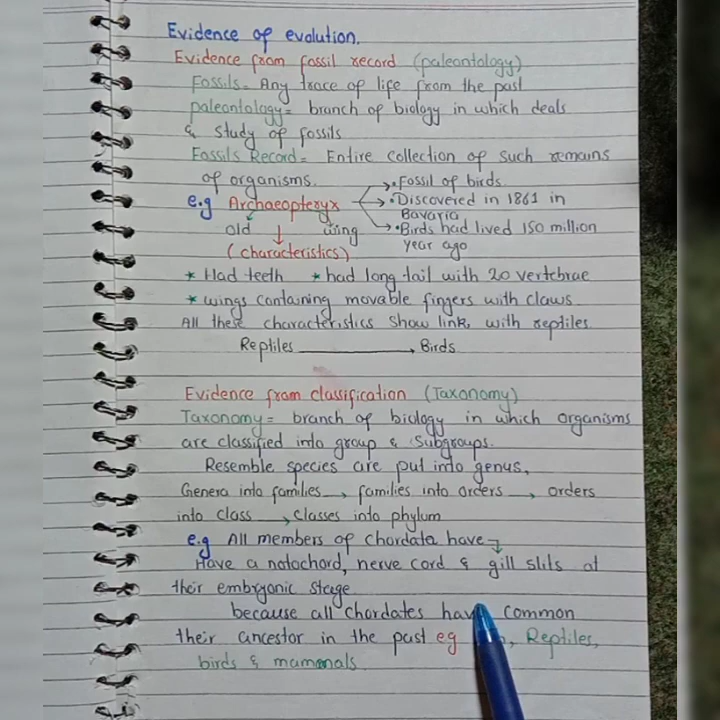 Evidence of evolution.
Evidence from fossil record (paleontology)
Fossils = Any trace of life from the past
paleontology = branch of biology in which deals
& study of fossils
Fossils Record = Entire collection of such remains
of organisms.
• Fossil of birds.
e.g Archaeopteryx
• Discovered in 1861 in
Bavaria
old wing
• Birds had lived 150 million
year ago
(characteristics)
* Had teeth * had long tail with 20 vertebrae
* wings containing movable fingers with claws
All these characteristics show link with reptiles
Reptiles → Birds
Evidence from classification (Taxonomy)
Taxonomy = branch of biology in which organisms
are classified into group & Subgroups.
Resemble species are put into genus,
Genera into families → families into orders → orders
into class → classes into phylum
e.g All members of chordata have
Have a notochord, nerve cord & gill slits at
their embryonic stage
because all chordates have common
their ancestor in the past eg , Reptiles,
birds & mammals